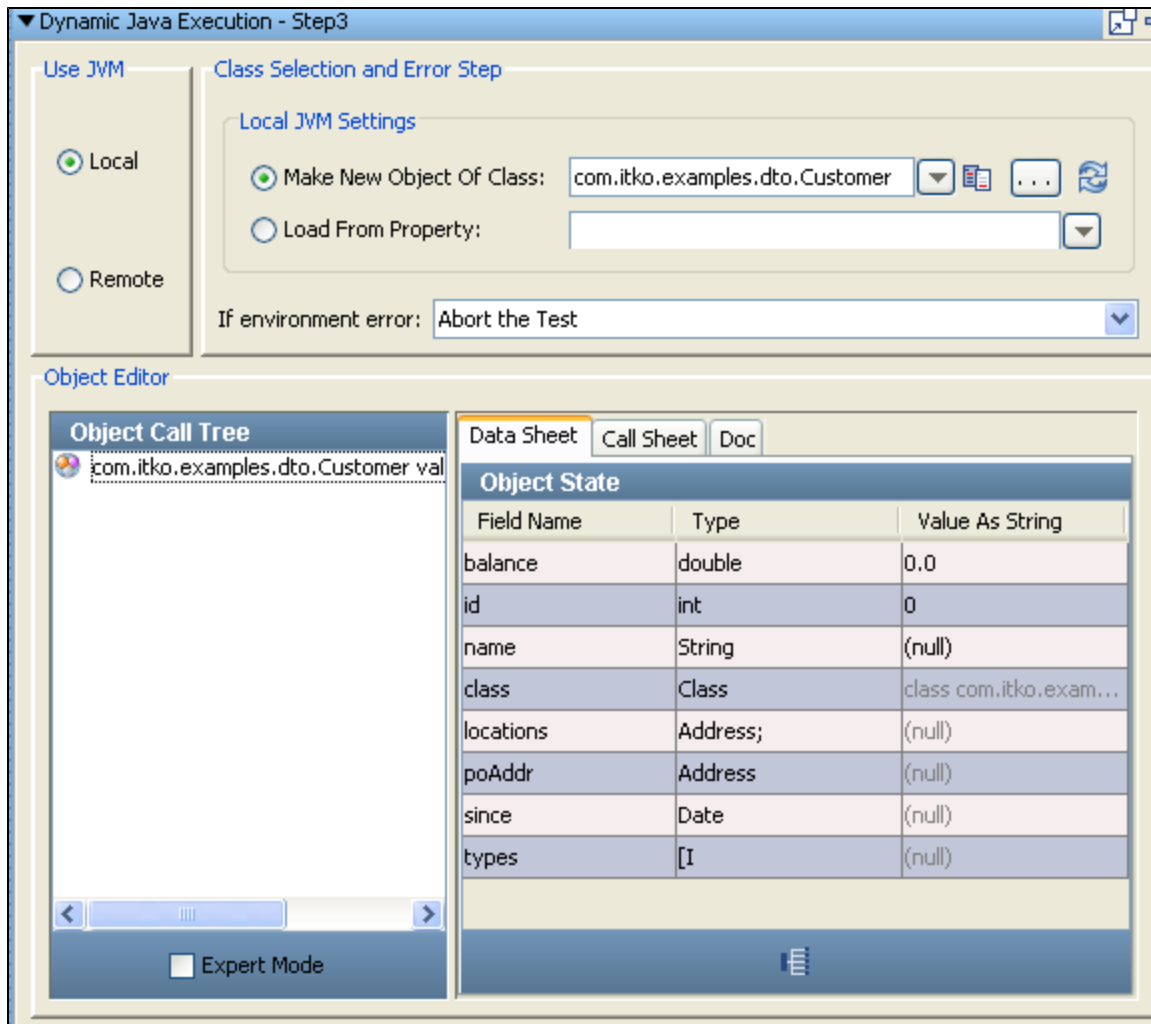 Dynamic Java Execution - Step3
Use JVM
Class Selection and Error Step
Local JVM Settings
Local
Make New Object Of Class: com.itko.examples.dto.Customer ...
Load From Property:
Remote
If environment error: Abort the Test
Object Editor
Object Call Tree
com.itko.examples.dto.Customer val
Data Sheet Call Sheet Doc
Object State
Field Name Type Value As String
balance double 0.0
id int 0
name String (null)
class Class class com.itko.exam...
locations Address; (null)
poAddr Address (null)
since Date (null)
types [I (null)
Expert Mode